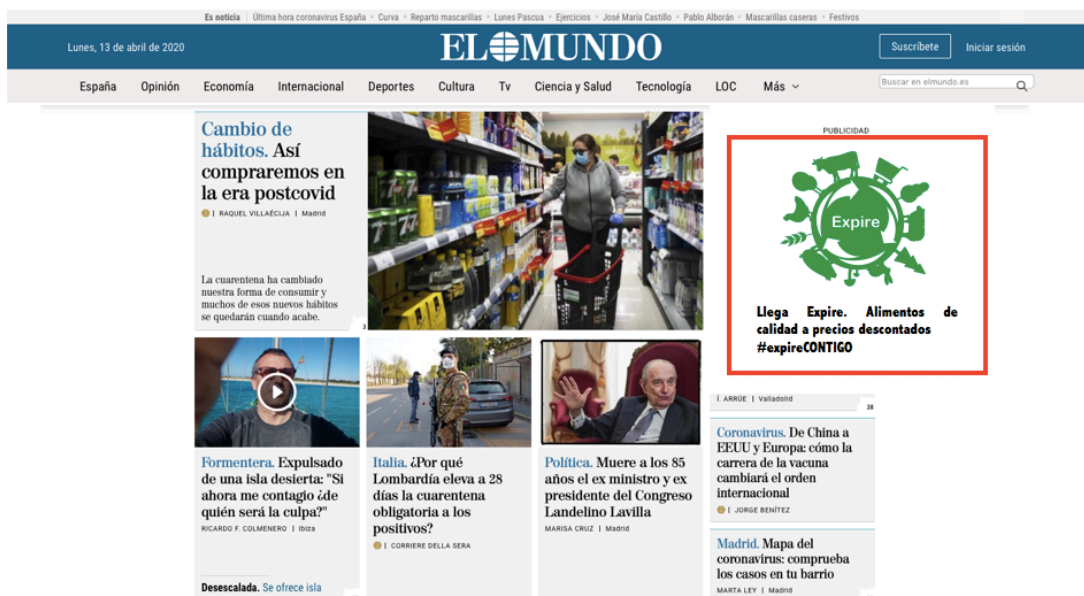 Es noticia Última hora coronavirus España Curva Reparto mascarillas Lunes Pascua Ejercicios José María Castillo Pablo Alborán Mascarillas caseras Festivos
Lunes, 13 de abril de 2020
EL MUNDO
Suscríbete
Iniciar sesión
España Opinión Economía Internacional Deportes Cultura Tv Ciencia y Salud Tecnología LOC Más
Buscar en elmundo.es
Cambio de
hábitos. Así
compraremos en
la era postcovid
| RAQUEL VILLAÉCIJA | Madrid
La cuarentena ha cambiado
nuestra forma de consumir y
muchos de esos nuevos hábitos
se quedarán cuando acabe.
3
PUBLICIDAD
Expire
Llega Expire. Alimentos de
calidad a precios descontados
#expireCONTIGO
Formentera. Expulsado
de una isla desierta: "Si
ahora me contagio ¿de
quién será la culpa?"
RICARDO F. COLMENERO | Ibiza
Desescalada. Se ofrece isla
Italia. ¿Por qué
Lombardía eleva a 28
días la cuarentena
obligatoria a los
positivos?
| CORRIERE DELLA SERA
Política. Muere a los 85
años el ex ministro y ex
presidente del Congreso
Landelino Lavilla
MARISA CRUZ | Madrid
Í. ARRÚE | Valladolid
38
Coronavirus. De China a
EEUU y Europa: cómo la
carrera de la vacuna
cambiará el orden
internacional
| JORGE BENÍTEZ
Madrid. Mapa del
coronavirus: comprueba
los casos en tu barrio
MARTA LEY | Madrid